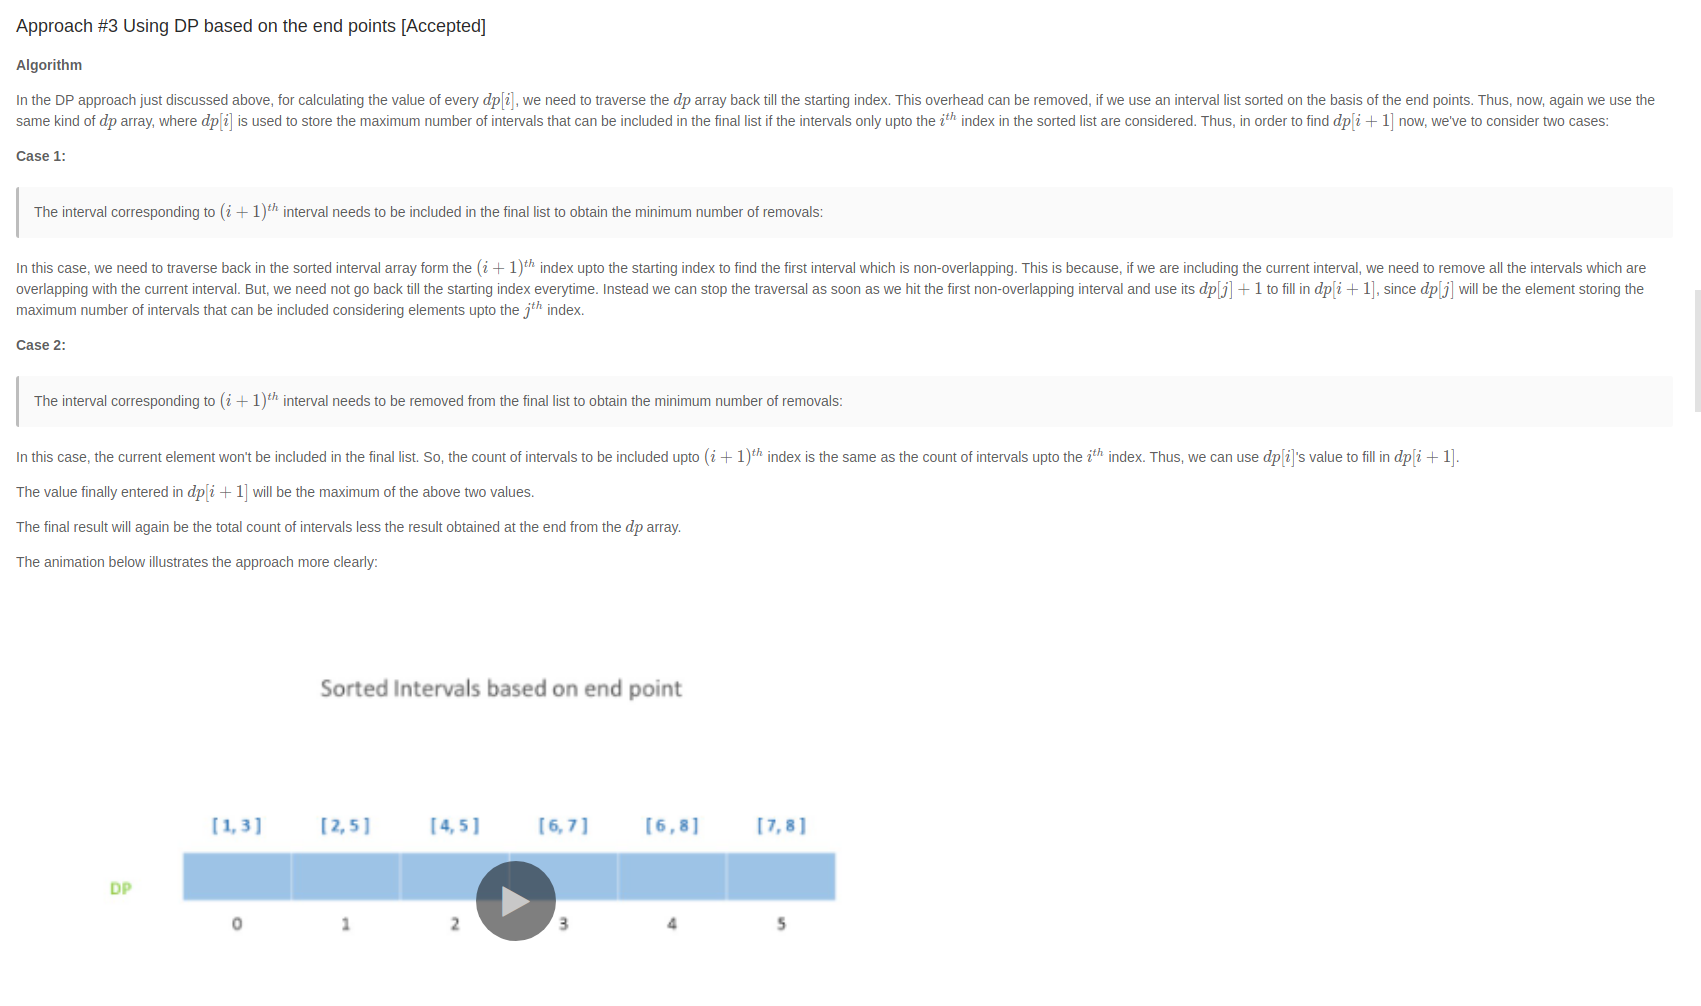 Approach #3 Using DP based on the end points [Accepted]
Algorithm
In the DP approach just discussed above, for calculating the value of every dp[i], we need to traverse the dp array back till the starting index. This overhead can be removed, if we use an interval list sorted on the basis of the end points. Thus, now, again we use the
same kind of dp array, where dp[i] is used to store the maximum number of intervals that can be included in the final list if the intervals only upto the i^{th} index in the sorted list are considered. Thus, in order to find dp[i + 1] now, we've to consider two cases:
Case 1:
The interval corresponding to (i + 1)^{th} interval needs to be included in the final list to obtain the minimum number of removals:
In this case, we need to traverse back in the sorted interval array form the (i + 1)^{th} index upto the starting index to find the first interval which is non-overlapping. This is because, if we are including the current interval, we need to remove all the intervals which are
overlapping with the current interval. But, we need not go back till the starting index everytime. Instead we can stop the traversal as soon as we hit the first non-overlapping interval and use its dp[j] + 1 to fill in dp[i + 1], since dp[j] will be the element storing the
maximum number of intervals that can be included considering elements upto the j^{th} index.
Case 2:
The interval corresponding to (i + 1)^{th} interval needs to be removed from the final list to obtain the minimum number of removals:
In this case, the current element won't be included in the final list. So, the count of intervals to be included upto (i + 1)^{th} index is the same as the count of intervals upto the i^{th} index. Thus, we can use dp[i]'s value to fill in dp[i + 1].
The value finally entered in dp[i + 1] will be the maximum of the above two values.
The final result will again be the total count of intervals less the result obtained at the end from the dp array.
The animation below illustrates the approach more clearly:
Sorted Intervals based on end point
[ 1, 3 ] [ 2, 5 ] [ 4, 5 ] [ 6, 7 ] [ 6 , 8 ] [ 7, 8 ]
DP
0 1 2 3 4 5